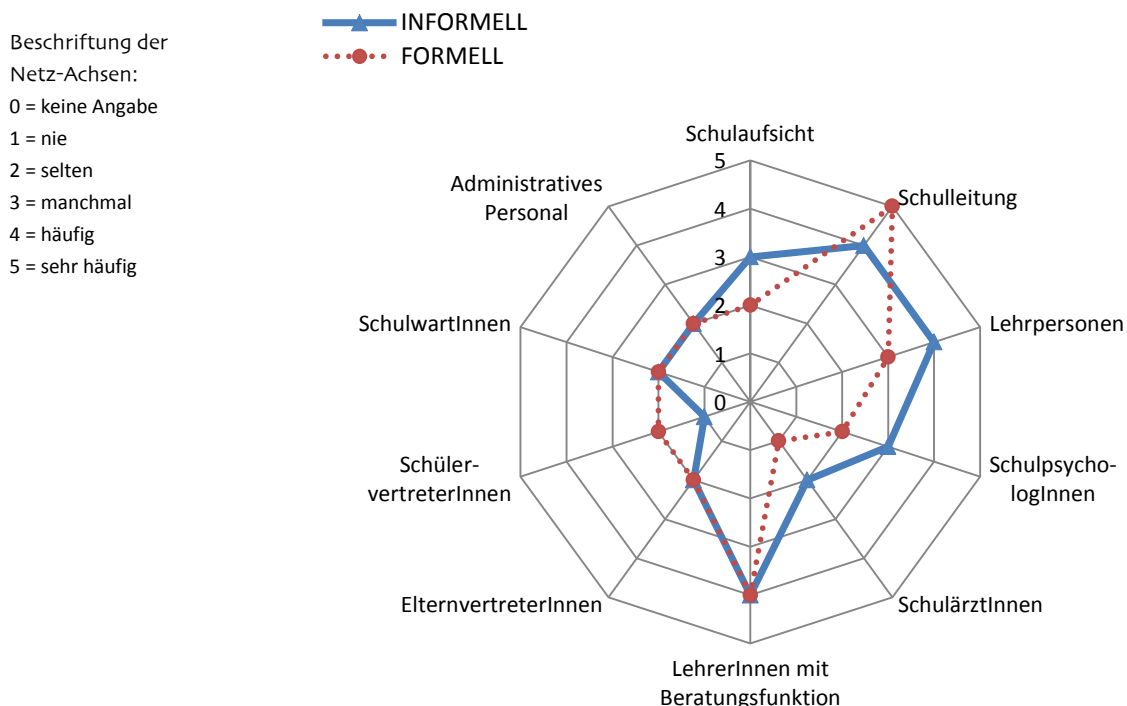 INFORMELL
FORMELL
Beschriftung der
Netz-Achsen:
0 = keine Angabe
1 = nie
2 = selten
3 = manchmal
4 = häufig
5 = sehr häufig
Schulaufsicht
Schulleitung
Lehrpersonen
Schulpsycho-
logInnen
SchulärztInnen
LehrerInnen mit
Beratungsfunktion
ElternvertreterInnen
Schüler-
vertreterInnen
SchulwartInnen
Administratives
Personal
5
4
3
2
1
0